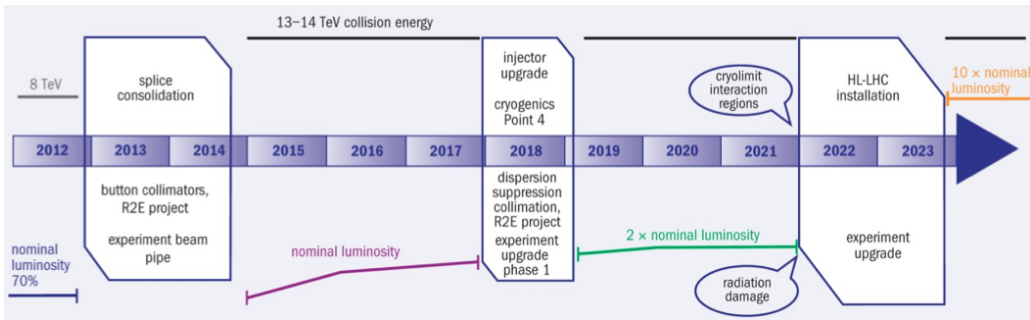 13–14 TeV collision energy
8 TeV
splice
consolidation
injector
upgrade
cryogenics
Point 4
cryolimit
interaction
regions
HL-LHC
installation
10 × nominal
luminosity
2012 2013 2014 2015 2016 2017 2018 2019 2020 2021 2022 2023
button collimators,
R2E project
experiment beam
pipe
nominal
luminosity
70%
nominal luminosity
dispersion
suppression
collimation,
R2E project
experiment
upgrade
phase 1
2 × nominal luminosity
radiation
damage
experiment
upgrade